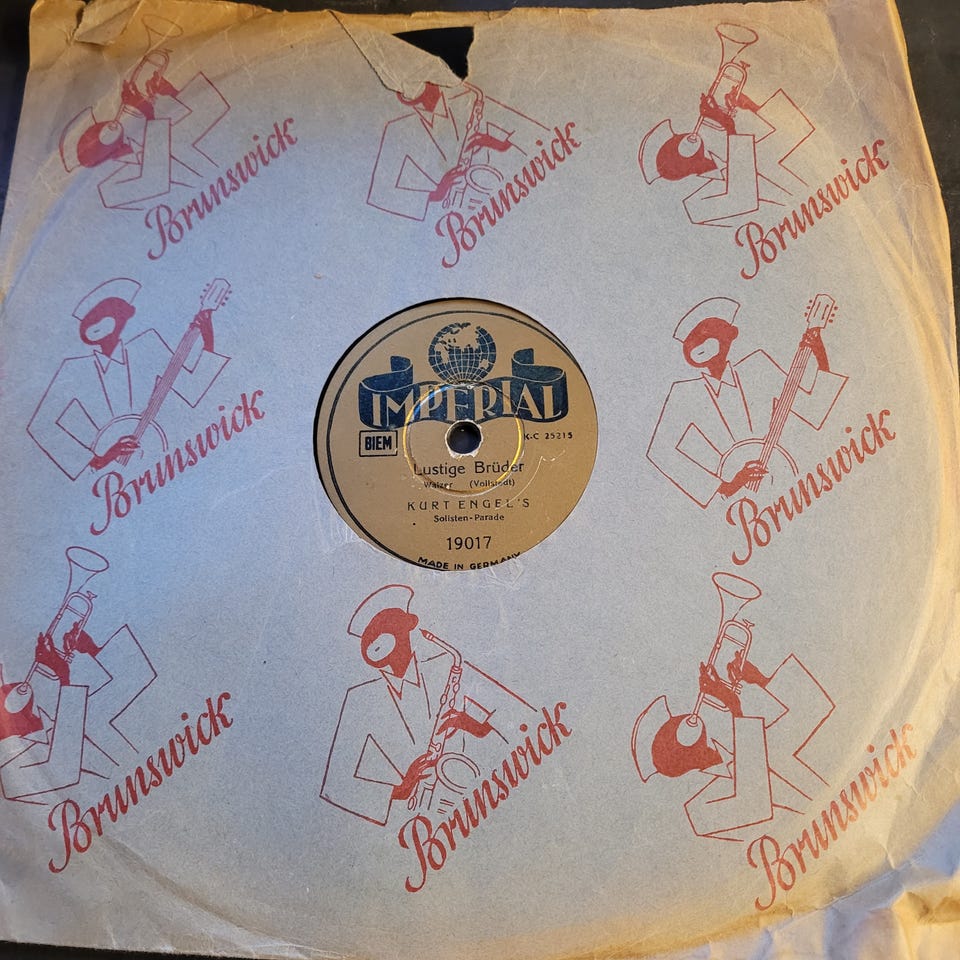 Brunswick
Brunswick
Brunswick
Brunswick
IMPERIAL
BIEM
K-C 25215
Lustige Brüder
Walzer (Vollstedt)
KURT ENGEL'S
Solisten-Parade
19017
MADE IN GERMANY
Brunswick
Brunswick
Brunswick
Brunswick